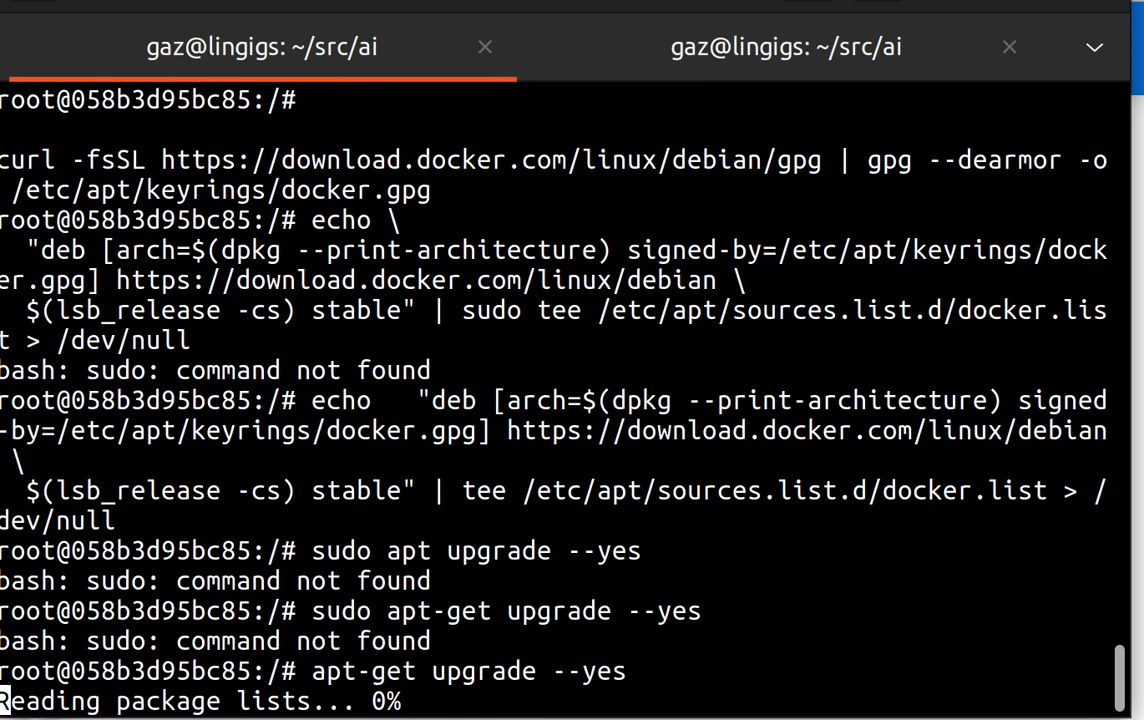 gaz@lingigs: ~/src/ai × gaz@lingigs: ~/src/ai ×
root@058b3d95bc85:/#
curl -fsSL https://download.docker.com/linux/debian/gpg | gpg --dearmor -o
/etc/apt/keyrings/docker.gpg
root@058b3d95bc85:/# echo \
"deb [arch=$(dpkg --print-architecture) signed-by=/etc/apt/keyrings/dock
er.gpg] https://download.docker.com/linux/debian \
$(lsb_release -cs) stable" | sudo tee /etc/apt/sources.list.d/docker.lis
t > /dev/null
bash: sudo: command not found
root@058b3d95bc85:/# echo   "deb [arch=$(dpkg --print-architecture) signed
-by=/etc/apt/keyrings/docker.gpg] https://download.docker.com/linux/debian
\
$(lsb_release -cs) stable" | tee /etc/apt/sources.list.d/docker.list > /
dev/null
root@058b3d95bc85:/# sudo apt upgrade --yes
bash: sudo: command not found
root@058b3d95bc85:/# sudo apt-get upgrade --yes
bash: sudo: command not found
root@058b3d95bc85:/# apt-get upgrade --yes
Reading package lists... 0%